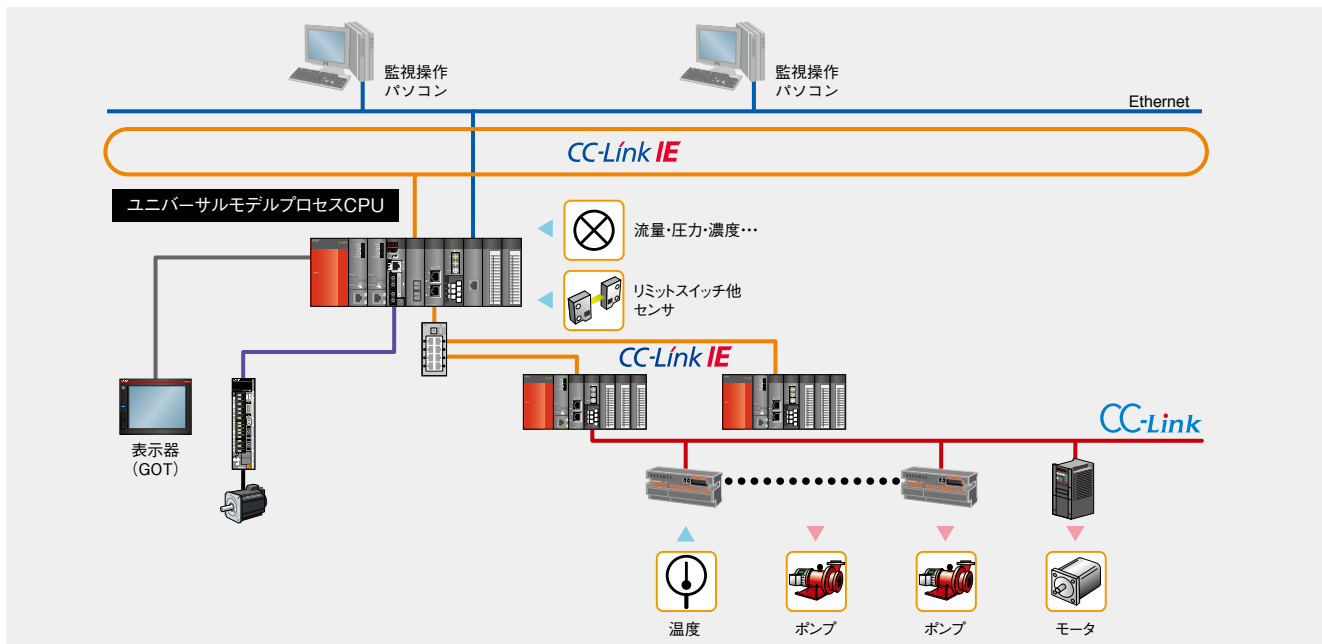 監視操作
パソコン
監視操作
パソコン
Ethernet
CC-Link IE
ユニバーサルモデルプロセスCPU
流量・圧力・濃度…
リミットスイッチ他
センサ
CC-Link IE
CC-Link
表示器
（GOT）
温度
ポンプ
ポンプ
モータ